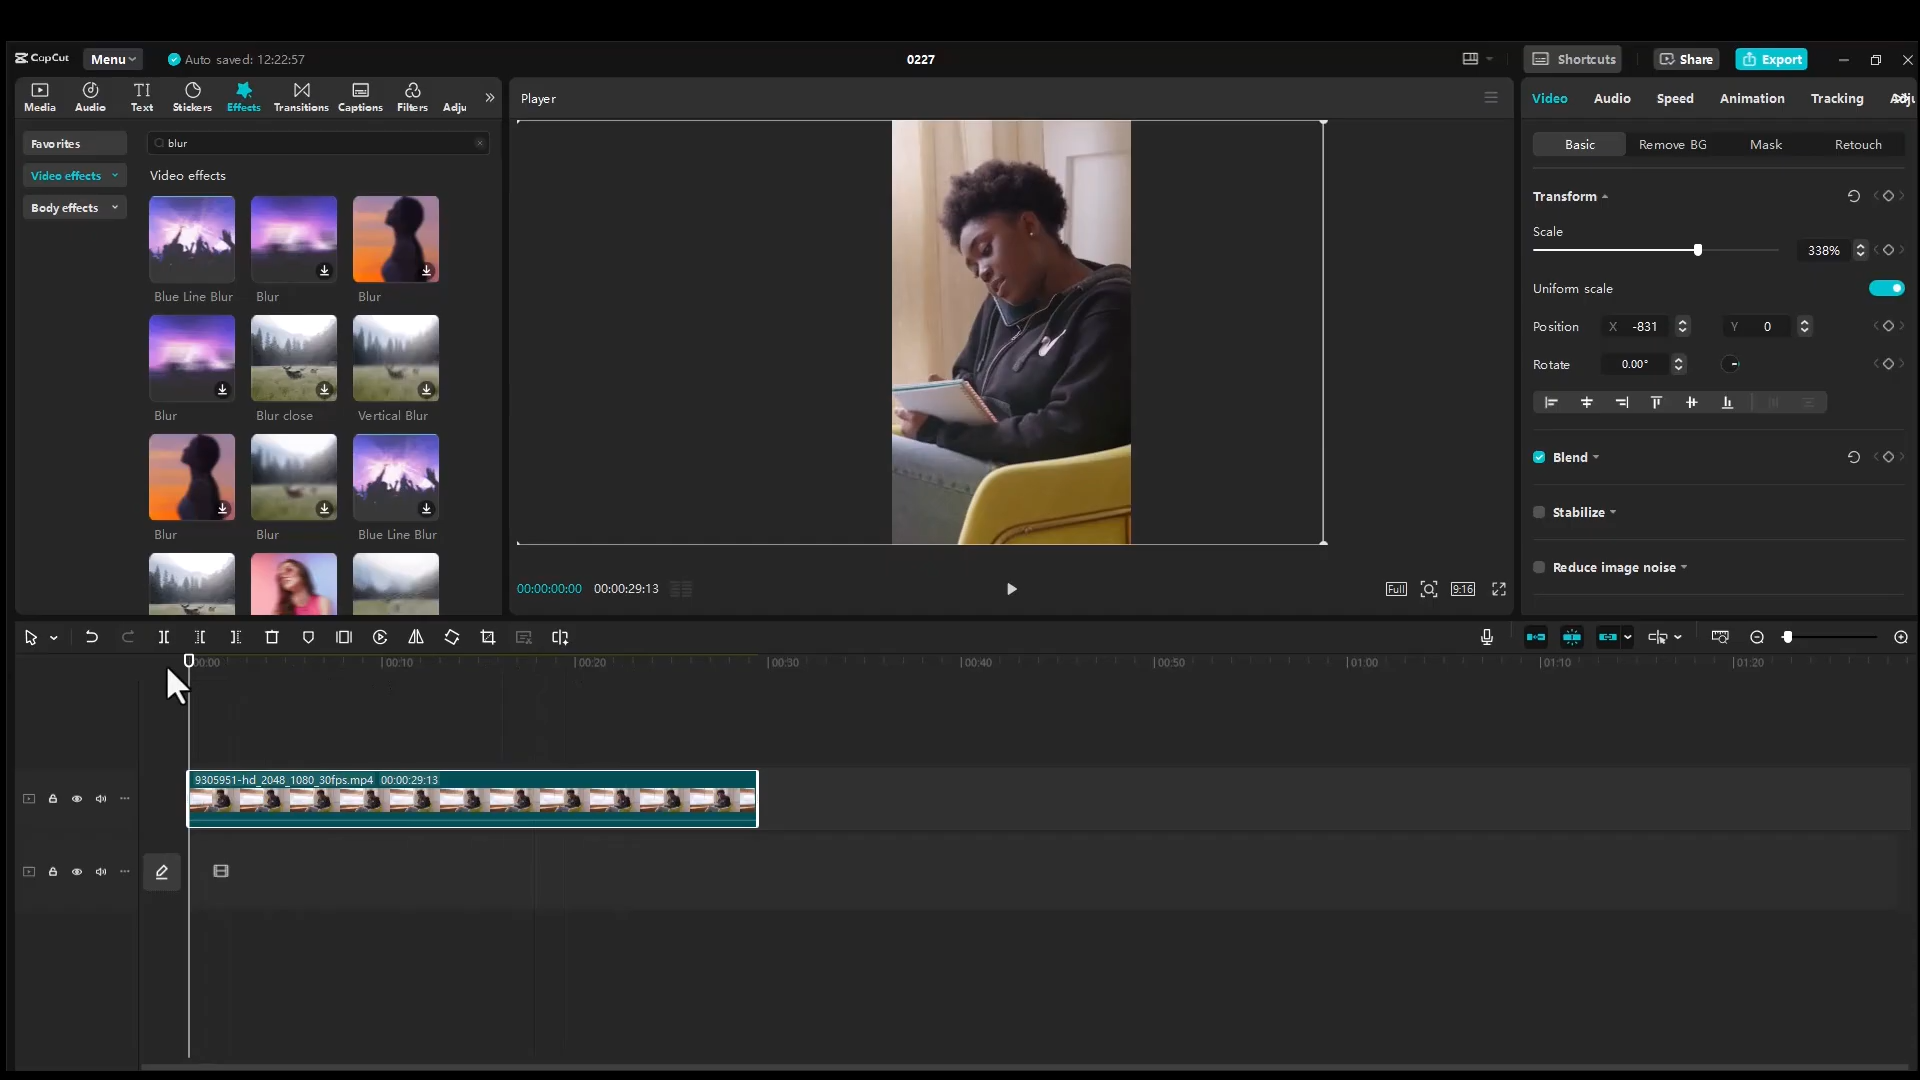 CapCut
Menu
Auto saved: 12:22:57
0227
Shortcuts
Share
Export
Media
Audio
Text
Stickers
Effects
Transitions
Captions
Filters
Adju
Favorites
Video effects
Body effects
blur
Video effects
Blue Line Blur
Blur
Blur
Blur
Blur close
Vertical Blur
Blur
Blur
Blue Line Blur
Player
00:00:00:00
00:00:29:13
Full
9:16
Video
Audio
Speed
Animation
Tracking
Adju
Basic
Remove BG
Mask
Retouch
Transform
Scale
338%
Uniform scale
Position
X -831
Y 0
Rotate
0.00°
Blend
Stabilize
Reduce image noise
00:00
00:10
00:20
00:30
00:40
00:50
01:00
01:10
01:20
9305951-hd_2048_1080_30fps.mp4 00:00:29:13